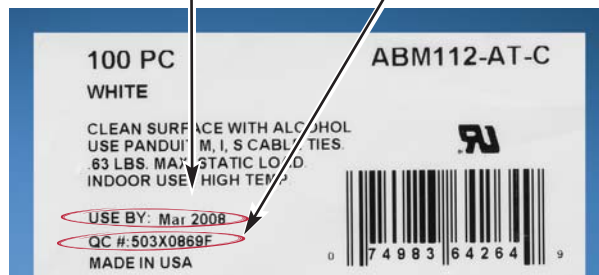 100 PC
ABM112-AT-C
WHITE
CLEAN SURFACE WITH ALCOHOL
USE PANDUIT M, I, S CABLE TIES.
.63 LBS. MAX STATIC LOAD.
INDOOR USE HIGH TEMP.
USE BY: Mar 2008
QC #:503X0869F
MADE IN USA
0 74983 64264 9